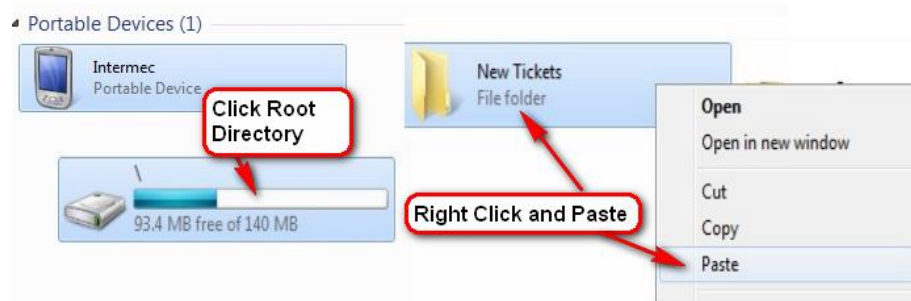 Portable Devices (1)
Intermec
Portable Device
Click Root
Directory
\
93.4 MB free of 140 MB
New Tickets
File folder
Right Click and Paste
Open
Open in new window
Cut
Copy
Paste